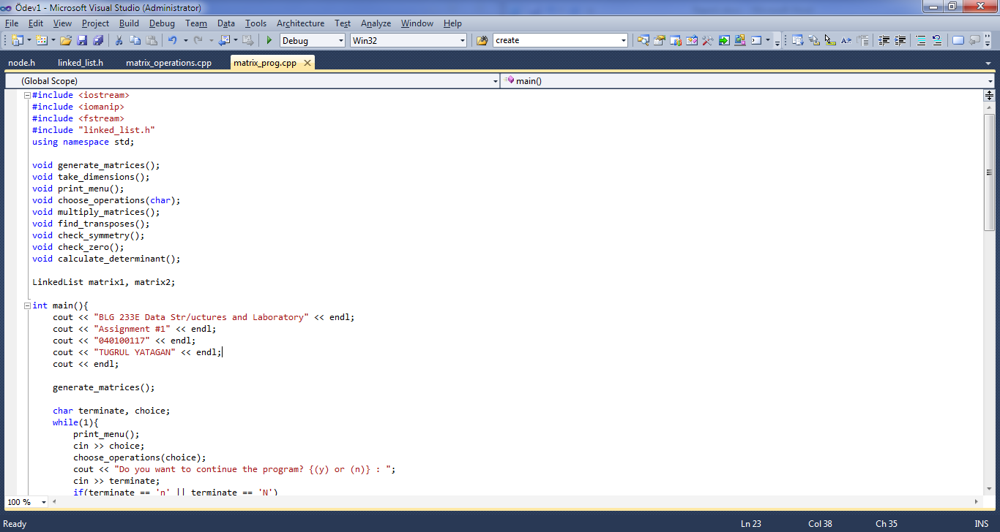 Ödev1 - Microsoft Visual Studio (Administrator)
File Edit View Project Build Debug Team Data Tools Architecture Test Analyze Window Help
Debug Win32 create
node.h linked_list.h matrix_operations.cpp matrix_prog.cpp
(Global Scope) main()
#include <iostream>
#include <iomanip>
#include <fstream>
#include "linked_list.h"
using namespace std;
void generate_matrices();
void take_dimensions();
void print_menu();
void choose_operations(char);
void multiply_matrices();
void find_transposes();
void check_symmetry();
void check_zero();
void calculate_determinant();
LinkedList matrix1, matrix2;
int main(){
cout << "BLG 233E Data Str/uctures and Laboratory" << endl;
cout << "Assignment #1" << endl;
cout << "040100117" << endl;
cout << "TUGRUL YATAGAN" << endl;
cout << endl;
generate_matrices();
char terminate, choice;
while(1){
print_menu();
cin >> choice;
choose_operations(choice);
cout << "Do you want to continue the program? {(y) or (n)} : ";
cin >> terminate;
if(terminate == 'n' || terminate == 'N')
100 %
Ready Ln 23 Col 38 Ch 35 INS